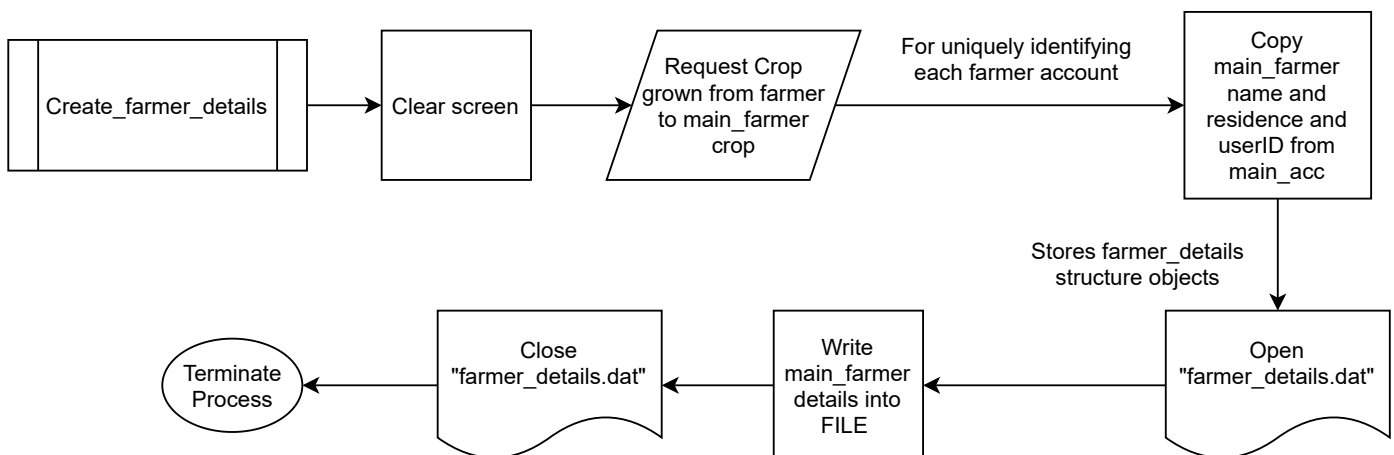 Create_farmer_details
Clear screen
Request Crop
grown from farmer
to main_farmer
crop
For uniquely identifying
each farmer account
Copy
main_farmer
name and
residence and
userID from
main_acc
Stores farmer_details
structure objects
Open
"farmer_details.dat"
Write
main_farmer
details into
FILE
Close
"farmer_details.dat"
Terminate
Process